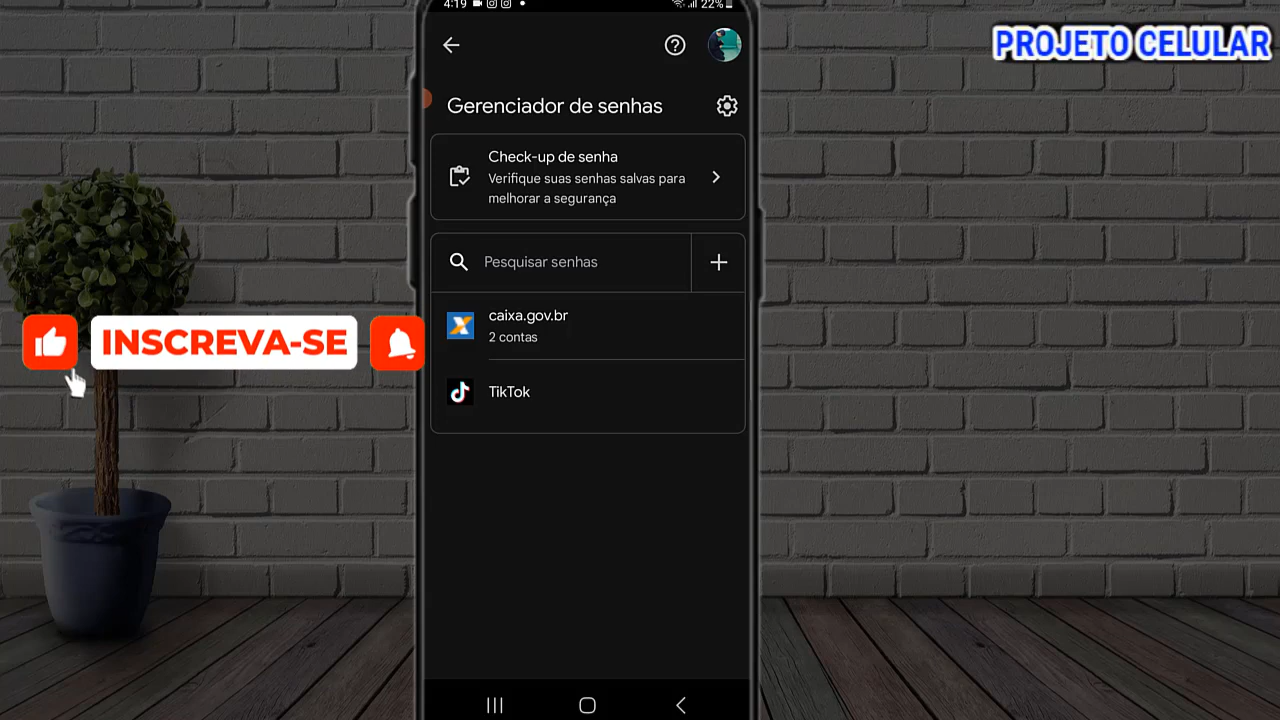 4:19
22%
PROJETO CELULAR
Gerenciador de senhas
Check-up de senha
Verifique suas senhas salvas para
melhorar a segurança
Pesquisar senhas
caixa.gov.br
2 contas
INSCREVA-SE
TikTok